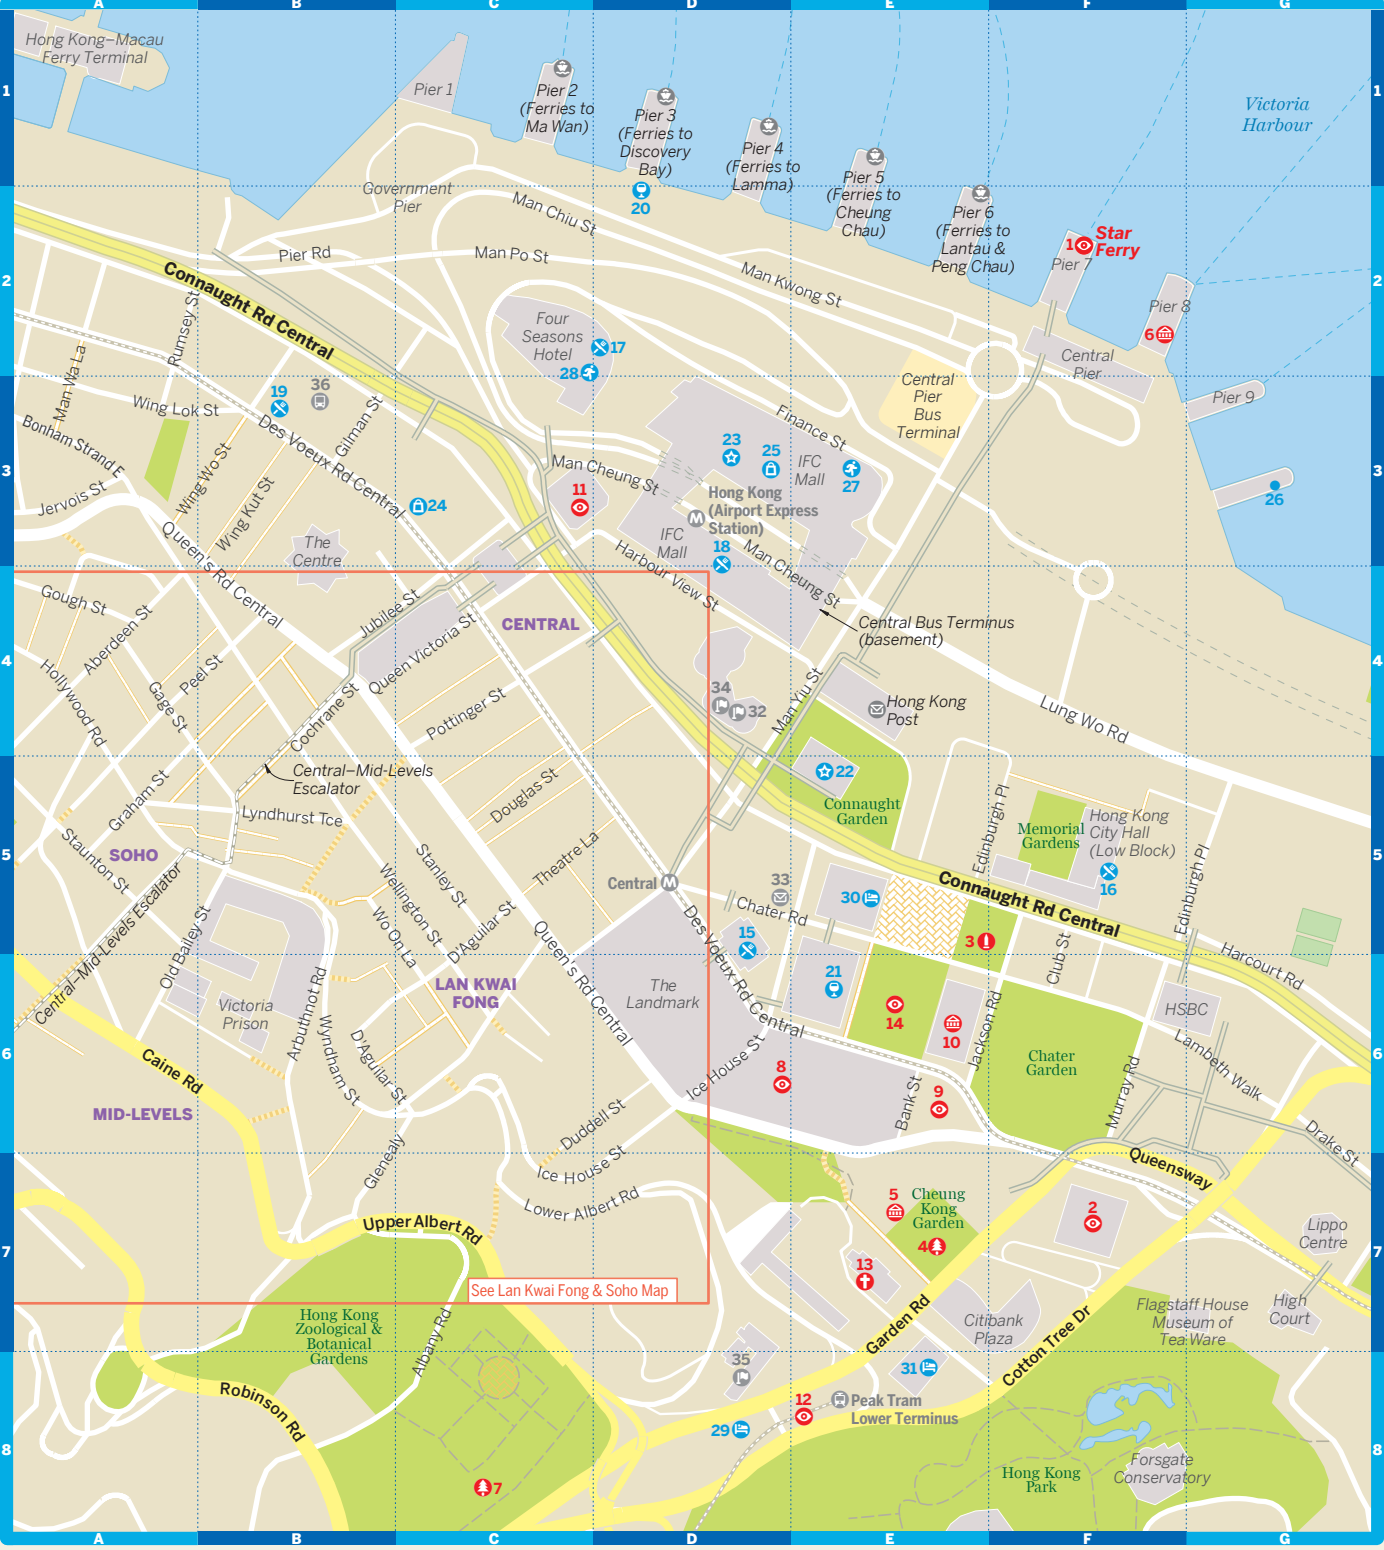 A B C D E F G
1
Hong Kong–Macau
Ferry Terminal
Pier 1
Pier 2
(Ferries to
Ma Wan)
Pier 3
(Ferries to
Discovery
Bay)
Pier 4
(Ferries to
Lamma)
Pier 5
(Ferries to
Cheung
Chau)
Pier 6
(Ferries to
Lantau &
Peng Chau)
Victoria
Harbour
1
Government
Pier
20
Man Chiu St
1
Star
Ferry
Pier 7
2
Pier Rd
Man Po St
Man Kwong St
Pier 8
6
2
Connaught Rd Central
Rumsey St
Four
Seasons
Hotel
17
28
Central
Pier
Man Wa La
Wing Lok St
19
36
Gilman St
Central
Pier
Bus
Terminal
Pier 9
Bonham Strand E
Des Voeux Rd Central
Finance St
3
Jervois St
Wing Wo St
Wing Kut St
24
Man Cheung St
11
23
25
IFC
Mall
27
Hong Kong
(Airport Express
Station)
26
3
Queen's Rd Central
The
Centre
IFC
Mall
18
Man Cheung St
Harbour View St
Gough St
Aberdeen St
Jubilee St
Queen Victoria St
CENTRAL
Central Bus Terminus
(basement)
4
Hollywood Rd
Gage St
Peel St
Cochrane St
Pottinger St
34
32
Man Yiu St
Hong Kong
Post
Lung Wo Rd
4
Central–Mid-Levels
Escalator
22
Connaught
Garden
Graham St
Lyndhurst Tce
Douglas St
Edinburgh Pl
Memorial
Gardens
Hong Kong
City Hall
(Low Block)
16
5
SOHO
Staunton St
Stanley St
Theatre La
Central
33
30
Connaught Rd Central
Edinburgh Pl
5
Central–Mid-Levels Escalator
Old Bailey St
Wellington St
Wo On La
D'Aguilar St
Queen's Rd Central
Des Voeux Rd Central
Chater Rd
15
3
Club St
Harcourt Rd
LAN KWAI
FONG
The
Landmark
21
14
10
HSBC
Victoria
Prison
Arbuthnot Rd
Wyndham St
D'Aguilar St
Jackson Rd
Lambeth Walk
6
Caine Rd
Ice House St
8
Bank St
9
Chater
Garden
Murray Rd
6
MID-LEVELS
Glenealy
Duddell St
Ice House St
Drake St
Queensway
Lower Albert Rd
5
Cheung
Kong
Garden
4
2
Lippo
Centre
7
Upper Albert Rd
13
7
See Lan Kwai Fong & Soho Map
Hong Kong
Zoological &
Botanical
Gardens
Albany Rd
Garden Rd
Citibank
Plaza
Cotton Tree Dr
Flagstaff House
Museum of
Tea Ware
High
Court
35
31
Robinson Rd
12
Peak Tram
Lower Terminus
29
8
7
Hong Kong
Park
Forsgate
Conservatory
8
A B C D E F G